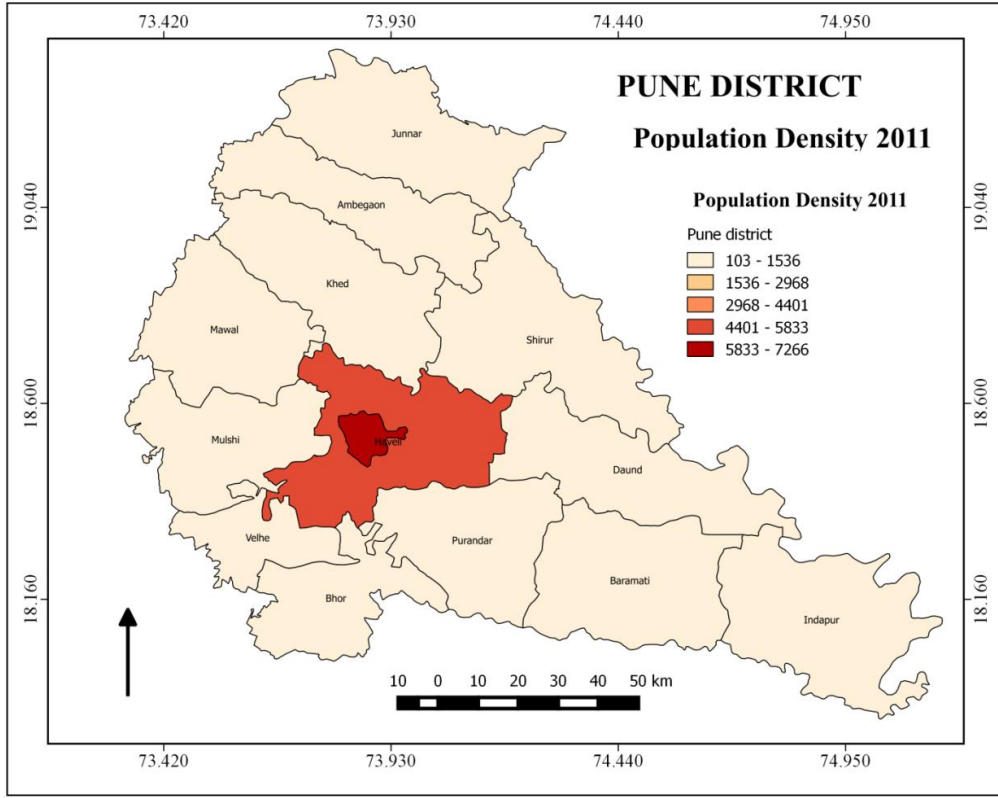 73.420 73.930 74.440 74.950
PUNE DISTRICT
Population Density 2011
Population Density 2011
Pune district
103 - 1536
1536 - 2968
2968 - 4401
4401 - 5833
5833 - 7266
19.040
18.600
18.160
19.040
18.600
18.160
Junnar
Ambegaon
Khed
Mawal
Shirur
Mulshi
Haveli
Daund
Velhe
Purandar
Baramati
Bhor
Indapur
10 0 10 20 30 40 50 km
73.420 73.930 74.440 74.950